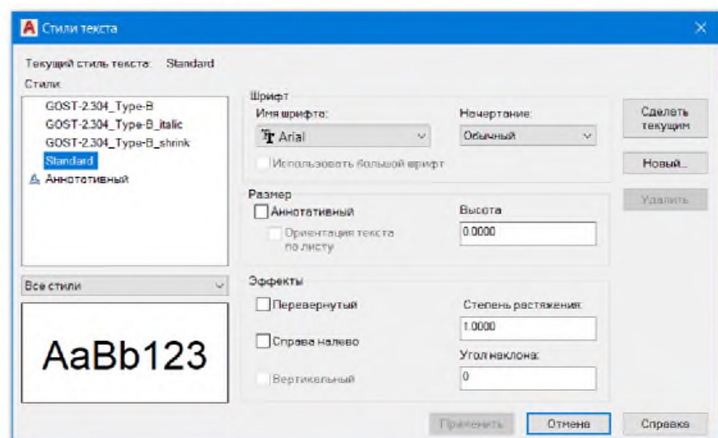 Стили текста
Текущий стиль текста: Standard
Стили:
GOST-2.304_Type-B
GOST-2.304_Type-B_italic
GOST-2.304_Type-B_shrink
Standard
Аннотативный
Все стили
AaBb123
Шрифт
Имя шрифта:
Arial
Использовать большой шрифт
Начертание:
Обычный
Размер
Аннотативный
Ориентация текста
по листу
Высота
0.0000
Эффекты
Перевернутый
Справа налево
Вертикальный
Степень растяжения:
1.0000
Угол наклона:
0
Сделать
текущим
Новый...
Удалить
Применить
Отмена
Справка